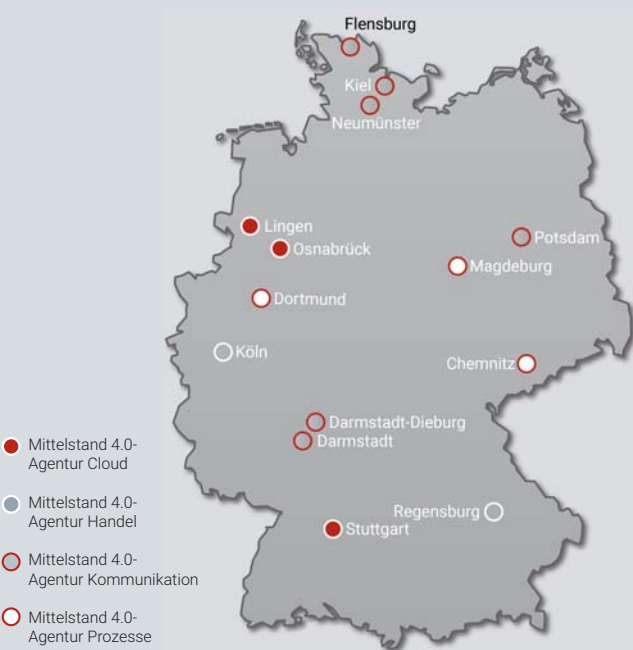 Flensburg
Kiel
Neumünster
Lingen
Osnabrück
Potsdam
Magdeburg
Dortmund
Köln
Chemnitz
Darmstadt-Dieburg
Darmstadt
Regensburg
Stuttgart
Mittelstand 4.0-
Agentur Cloud
Mittelstand 4.0-
Agentur Handel
Mittelstand 4.0-
Agentur Kommunikation
Mittelstand 4.0-
Agentur Prozesse